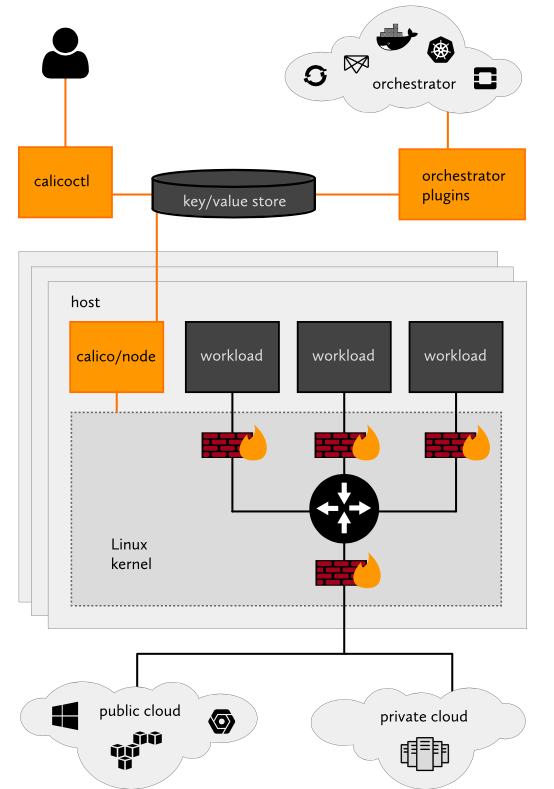 orchestrator
calicoctl
key/value store
orchestrator
plugins
host
calico/node
workload
workload
workload
Linux
kernel
public cloud
private cloud